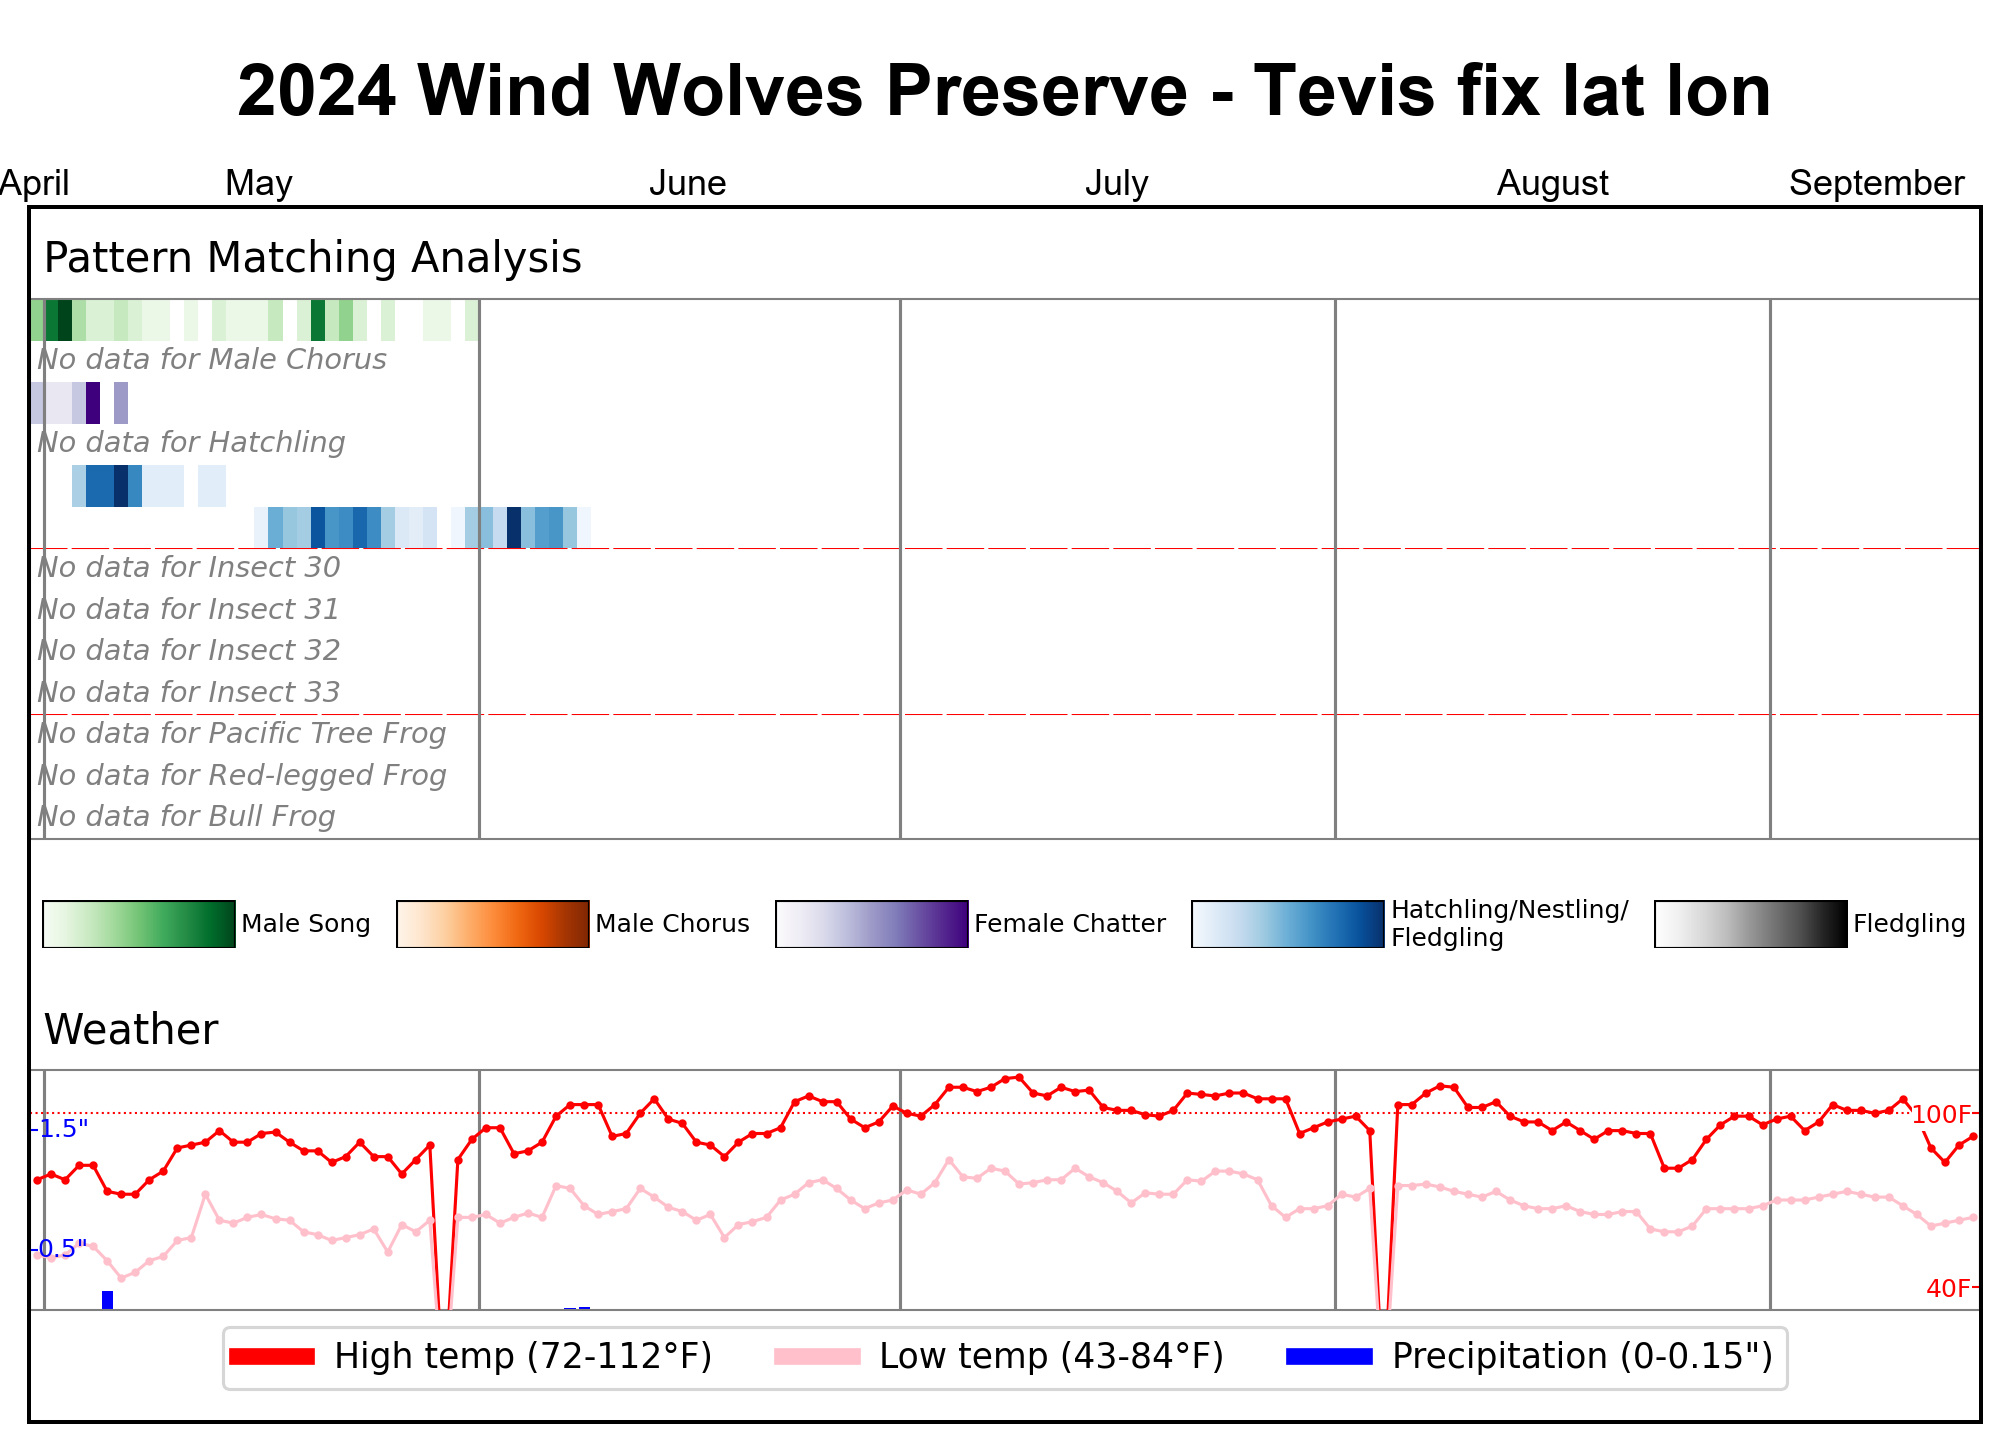 2024 Wind Wolves Preserve - Tevis fix lat lon
April May June July August September
Pattern Matching Analysis
No data for Male Chorus
No data for Hatchling
No data for Insect 30
No data for Insect 31
No data for Insect 32
No data for Insect 33
No data for Pacific Tree Frog
No data for Red-legged Frog
No data for Bull Frog
Male Song
Male Chorus
Female Chatter
Hatchling/Nestling/
Fledgling
Fledgling
Weather
1.5"
100F
0.5"
40F
High temp (72-112°F)
Low temp (43-84°F)
Precipitation (0-0.15")